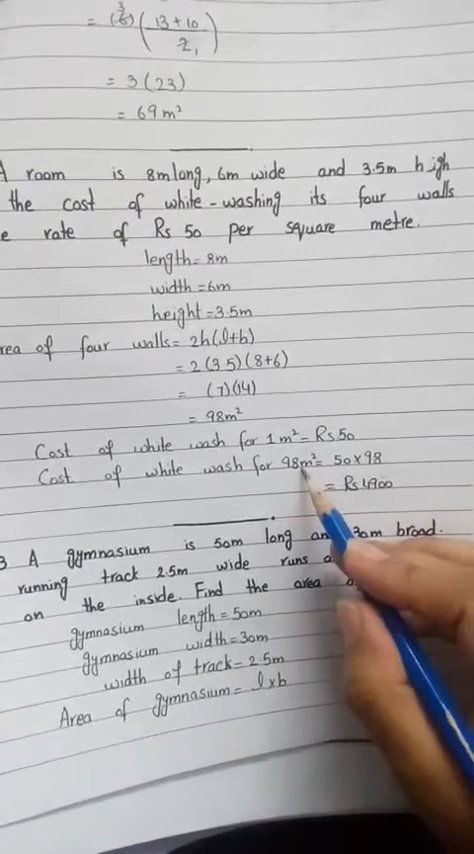 = (6) 3 ( 13 + 10 / 2, 1 )
= 3 (23)
= 69 m²
A room is 8m long, 6m wide and 3.5m high
the cost of white-washing its four walls
e rate of Rs 50 per square metre.
length = 8m
width = 6m
height = 3.5m
rea of four walls = 2h(l+b)
= 2(3.5)(8+6)
= (7)(14)
= 98m²
Cost of white wash for 1m² = Rs 50
Cost of white wash for 98m² = 50 x 98
= Rs 4900
3 A gymnasium is 50m long an 30m broad.
running track 2.5m wide runs a
on the inside. Find the area
gymnasium length = 50m
gymnasium width = 30m
width of track = 2.5m
Area of gymnasium = l x b